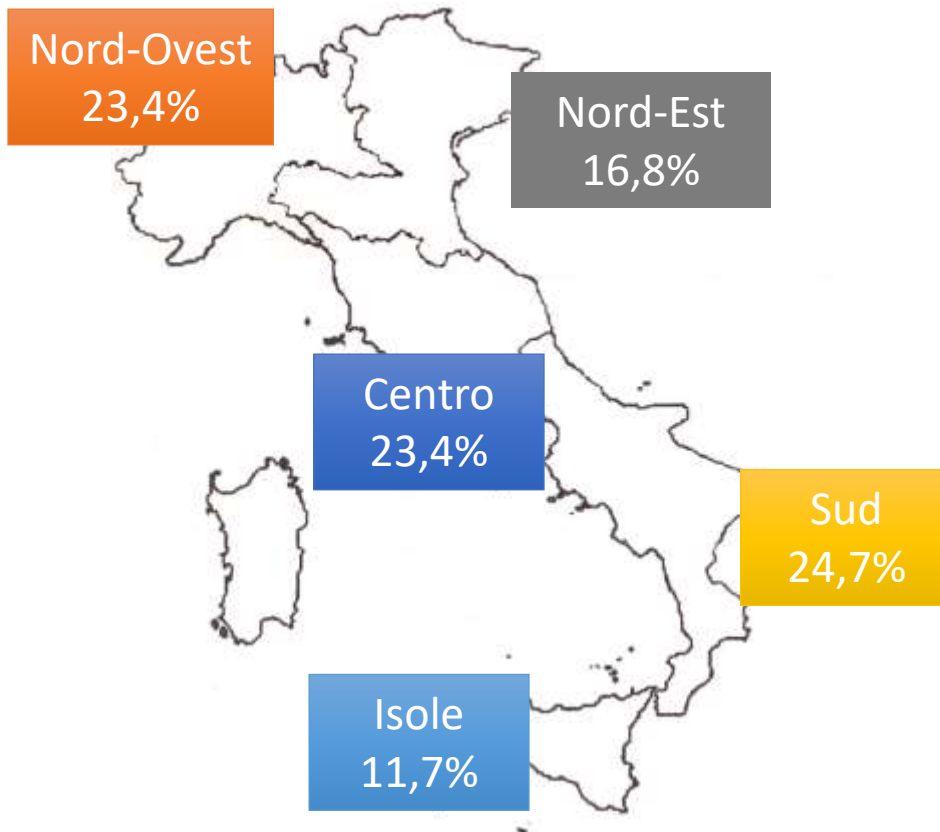 Nord-Ovest
23,4%
Nord-Est
16,8%
Centro
23,4%
Sud
24,7%
Isole
11,7%